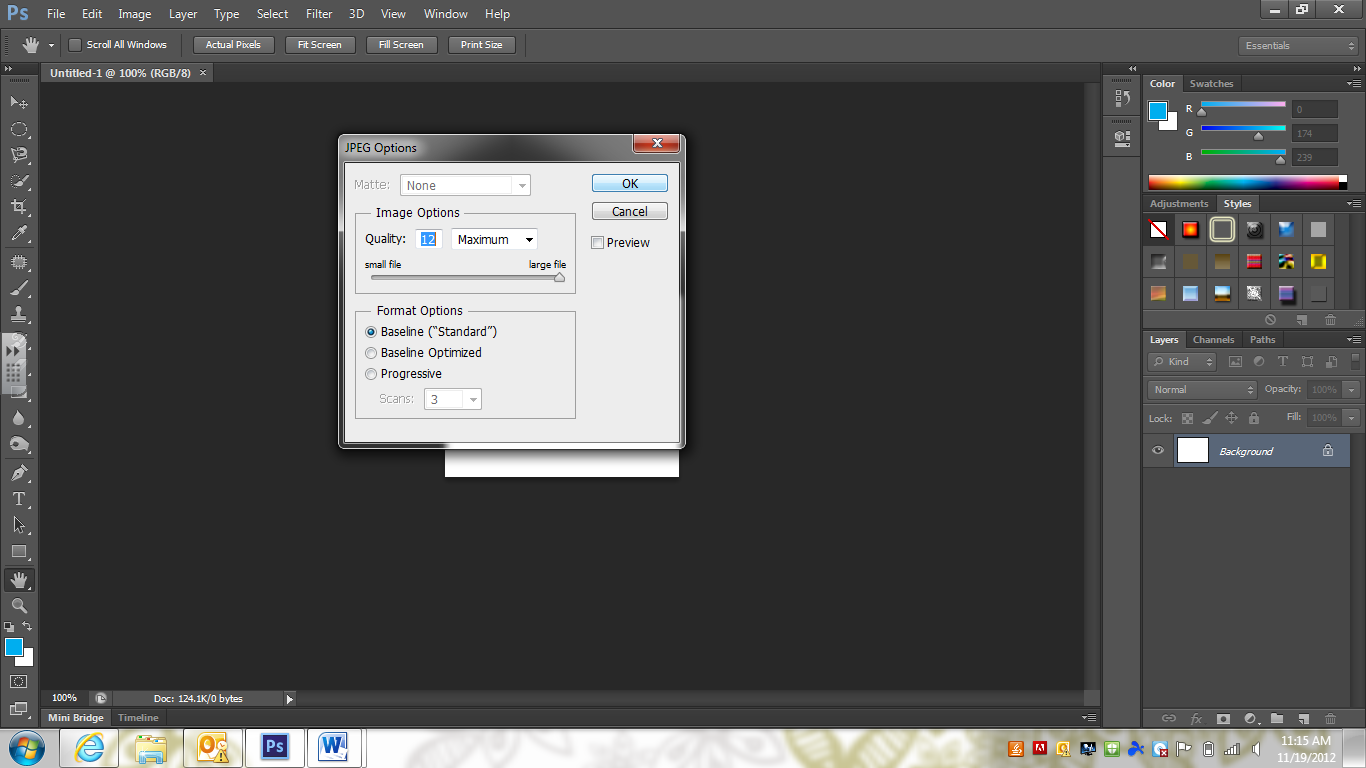 Ps File Edit Image Layer Type Select Filter 3D View Window Help
Scroll All Windows Actual Pixels Fit Screen Fill Screen Print Size Essentials
Untitled-1 @ 100% (RGB/8) ×
JPEG Options
Matte: None
OK
Cancel
Preview
Image Options
Quality: 12 Maximum
small file large file
Format Options
Baseline (“Standard”)
Baseline Optimized
Progressive
Scans: 3
Color Swatches
R 0
G 174
B 239
Adjustments Styles
Layers Channels Paths
Kind
Normal Opacity: 100%
Lock: Fill: 100%
Background
100% Doc: 124.1K/0 bytes
Mini Bridge Timeline
Ps W
11:15 AM
11/19/2012